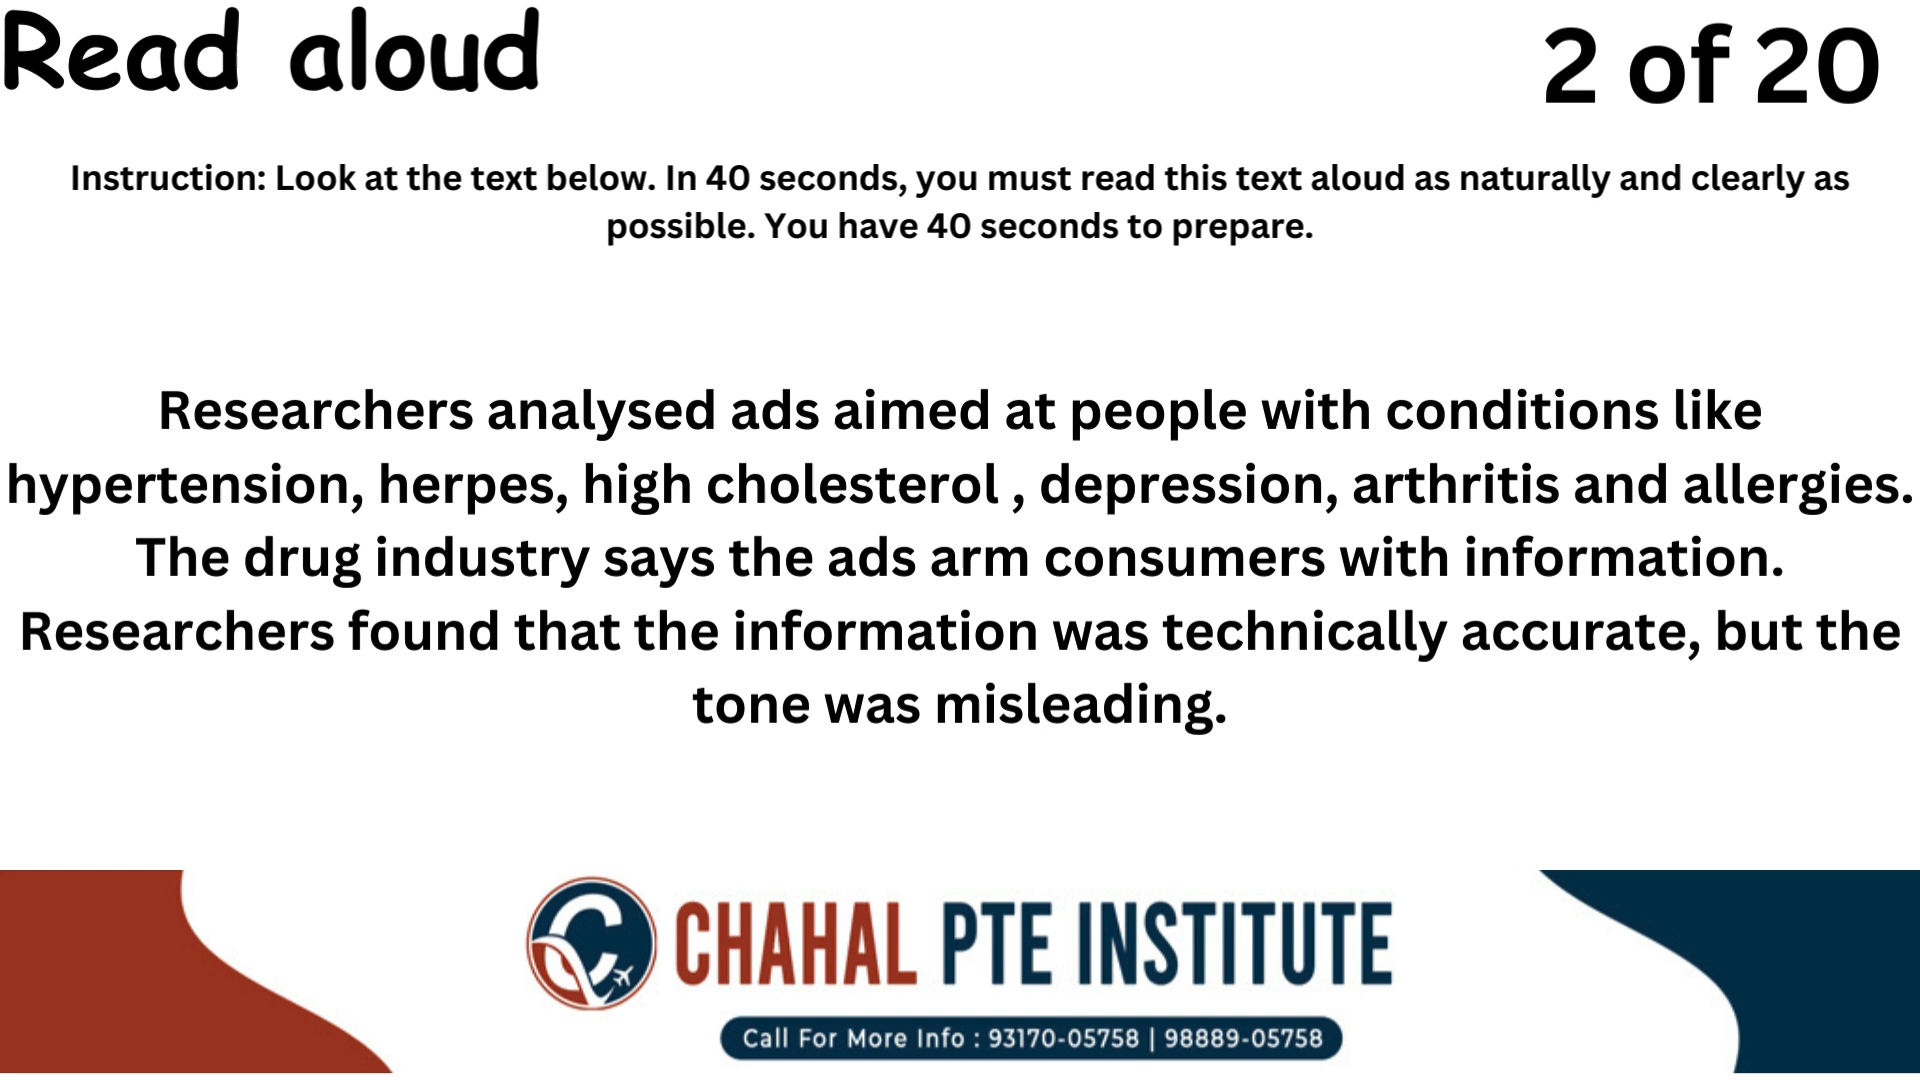 Read aloud
2 of 20
Instruction: Look at the text below. In 40 seconds, you must read this text aloud as naturally and clearly as
possible. You have 40 seconds to prepare.
Researchers analysed ads aimed at people with conditions like
hypertension, herpes, high cholesterol , depression, arthritis and allergies.
The drug industry says the ads arm consumers with information.
Researchers found that the information was technically accurate, but the
tone was misleading.
CHAHAL PTE INSTITUTE
Call For More Info : 93170-05758 | 98889-05758